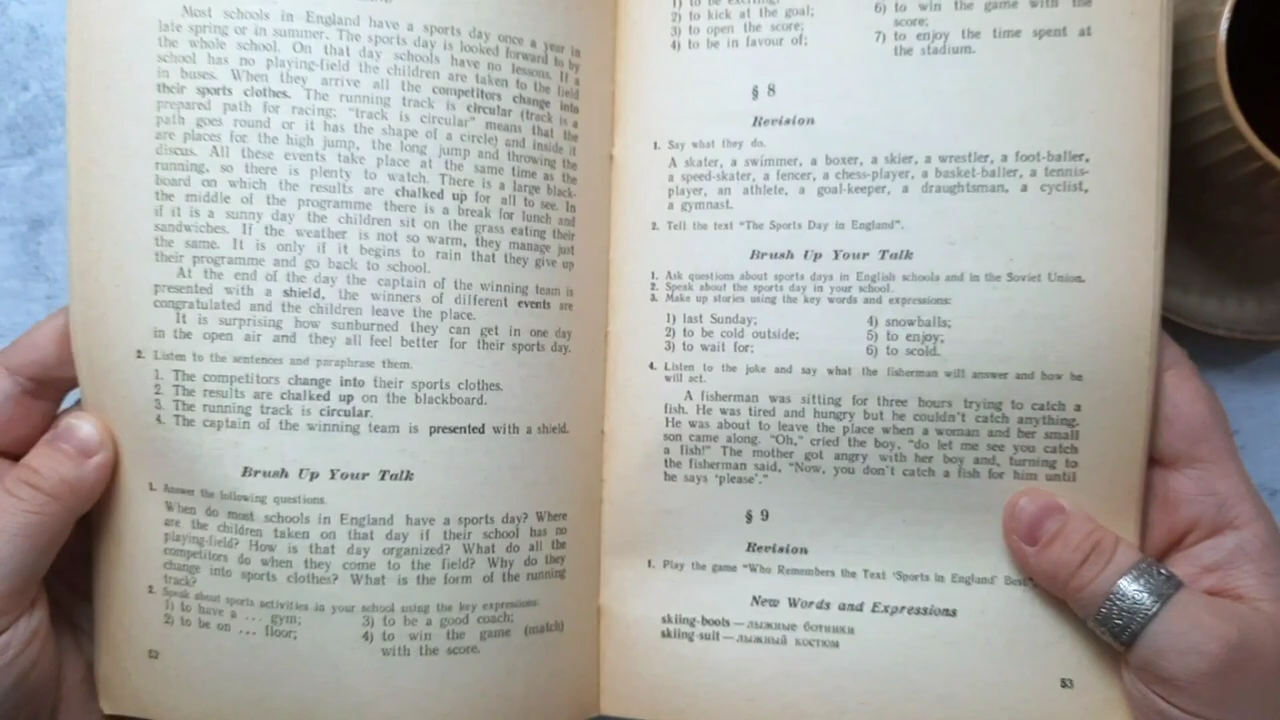 Most schools in England have a sports day once a year in
late spring or in summer. The sports day is looked forward to by
the whole school. On that day schools have no lessons. If a
school has no playing-field the children are taken to the field
in buses. When they arrive all the competitors change into
their sports clothes. The running track is circular (track is a
prepared path for racing; "track is circular" means that the
path goes round or it has the shape of a circle) and inside it
are places for the high jump, the long jump and throwing the
discus. All these events take place at the same time as the
running, so there is plenty to watch. There is a large black-
board on which the results are chalked up for all to see. In
the middle of the programme there is a break for lunch and
if it is a sunny day the children sit on the grass eating their
sandwiches. If the weather is not so warm, they manage just
the same. It is only if it begins to rain that they give up
their programme and go back to school.
At the end of the day the captain of the winning team is
presented with a shield, the winners of different events are
congratulated and the children leave the place.
It is surprising how sunburned they can get in one day
in the open air and they all feel better for their sports day.
2. Listen to the sentences and paraphrase them.
1. The competitors change into their sports clothes.
2. The results are chalked up on the blackboard.
3. The running track is circular.
4. The captain of the winning team is presented with a shield.
Brush Up Your Talk
1. Answer the following questions.
When do most schools in England have a sports day? Where
are the children taken on that day if their school has no
playing-field? How is that day organized? What do all the
competitors do when they come to the field? Why do they
change into sports clothes? What is the form of the running
track?
2. Speak about sports activities in your school using the key expressions:
1) to have a ... gym;
2) to be on ... floor;
3) to be a good coach;
4) to win the game (match)
with the score.
52
1) to be exciting;
2) to kick at the goal;
3) to open the score;
4) to be in favour of;
6) to win the game with the
score;
7) to enjoy the time spent at
the stadium.
§ 8
Revision
1. Say what they do.
A skater, a swimmer, a boxer, a skier, a wrestler, a foot-baller,
a speed-skater, a fencer, a chess-player, a basket-baller, a tennis-
player, an athlete, a goal-keeper, a draughtsman, a cyclist,
a gymnast.
2. Tell the text "The Sports Day in England".
Brush Up Your Talk
1. Ask questions about sports days in English schools and in the Soviet Union.
2. Speak about the sports day in your school.
3. Make up stories using the key words and expressions:
1) last Sunday;
2) to be cold outside;
3) to wait for;
4) snowballs;
5) to enjoy;
6) to scold.
4. Listen to the joke and say what the fisherman will answer and how he
will act.
A fisherman was sitting for three hours trying to catch a
fish. He was tired and hungry but he couldn't catch anything.
He was about to leave the place when a woman and her small
son came along. "Oh," cried the boy, "do let me see you catch
a fish!" The mother got angry with her boy and, turning to
the fisherman said, "Now, you don't catch a fish for him until
he says 'please'."
§ 9
Revision
1. Play the game "Who Remembers the Text 'Sports in England' Best".
New Words and Expressions
skiing-boots — лыжные ботинки
skiing-suit — лыжный костюм
53